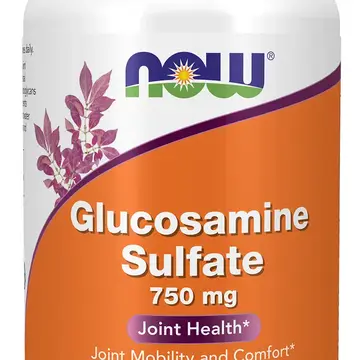 now®
Glucosamine
Sulfate
750 mg
Joint Health*
Joint Mobility and Comfort*